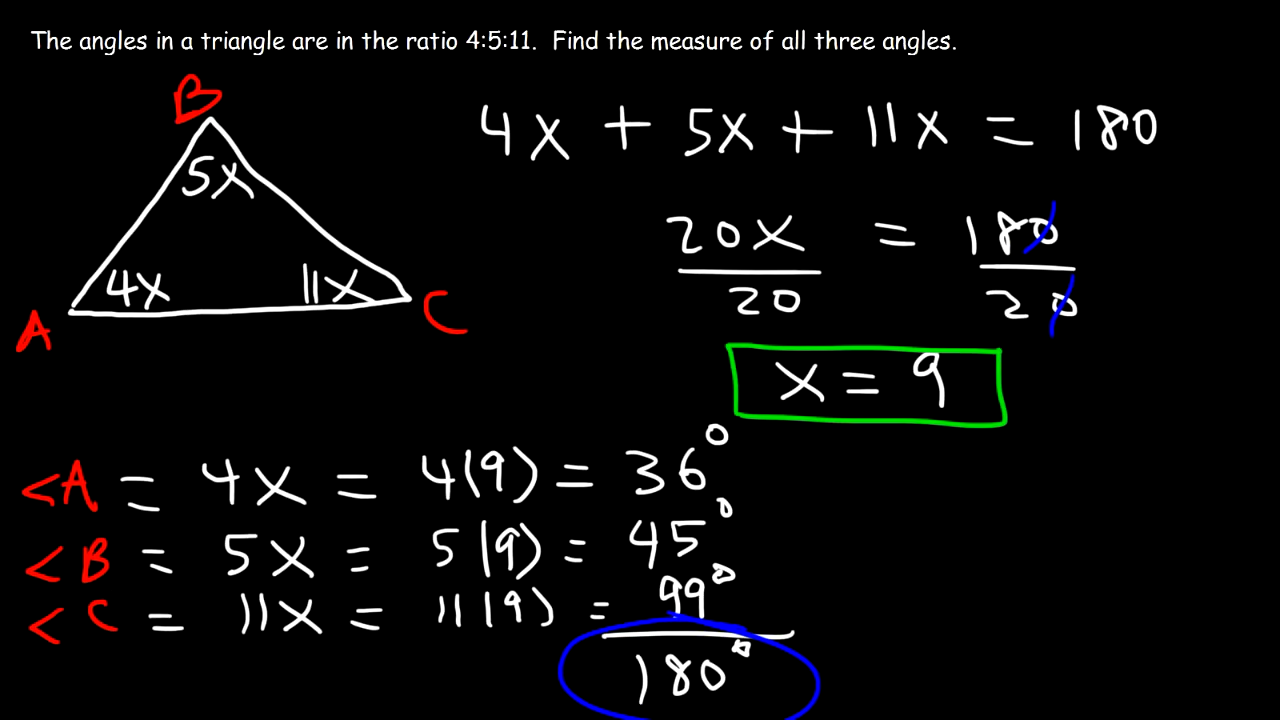 The angles in a triangle are in the ratio 4:5:11. Find the measure of all three angles.
B
5x
4x
11x
A
C
4x + 5x + 11x = 180
20x = 180
20 20
x = 9
<A = 4x = 4(9) = 36°
<B = 5x = 5(9) = 45°
<C = 11x = 11(9) = 99°
180°